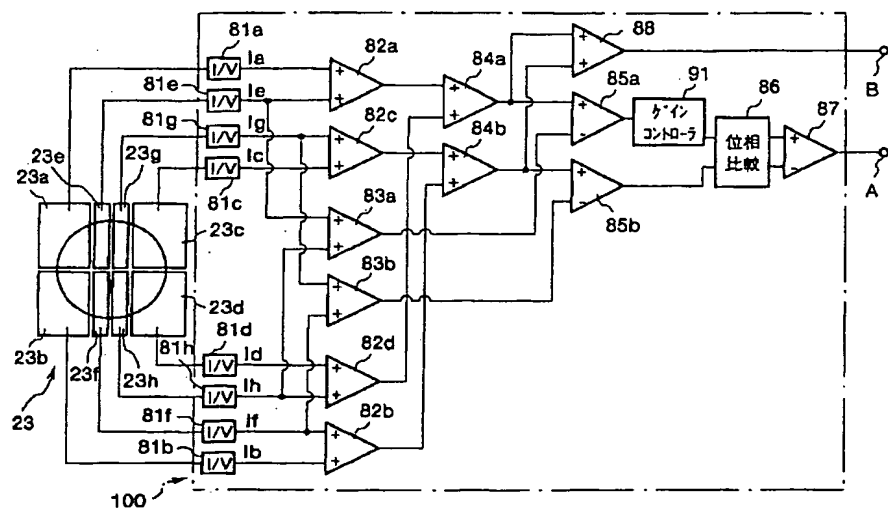 81a
I/V
Ia
81e
I/V
Ie
81g
I/V
Ig
I/V
Ic
81c
23e
23g
23a
23c
23d
23b
23f
23h
23
81d
I/V
Id
81h
I/V
Ih
81f
I/V
If
81b
I/V
Ib
100
82a
+
+
82c
+
+
83a
+
+
83b
+
+
82d
+
+
82b
+
+
84a
+
+
84b
+
+
88
+
+
85a
+
-
85b
+
-
91
ゲイン
コントローラ
86
位相
比較
87
+
-
B
A